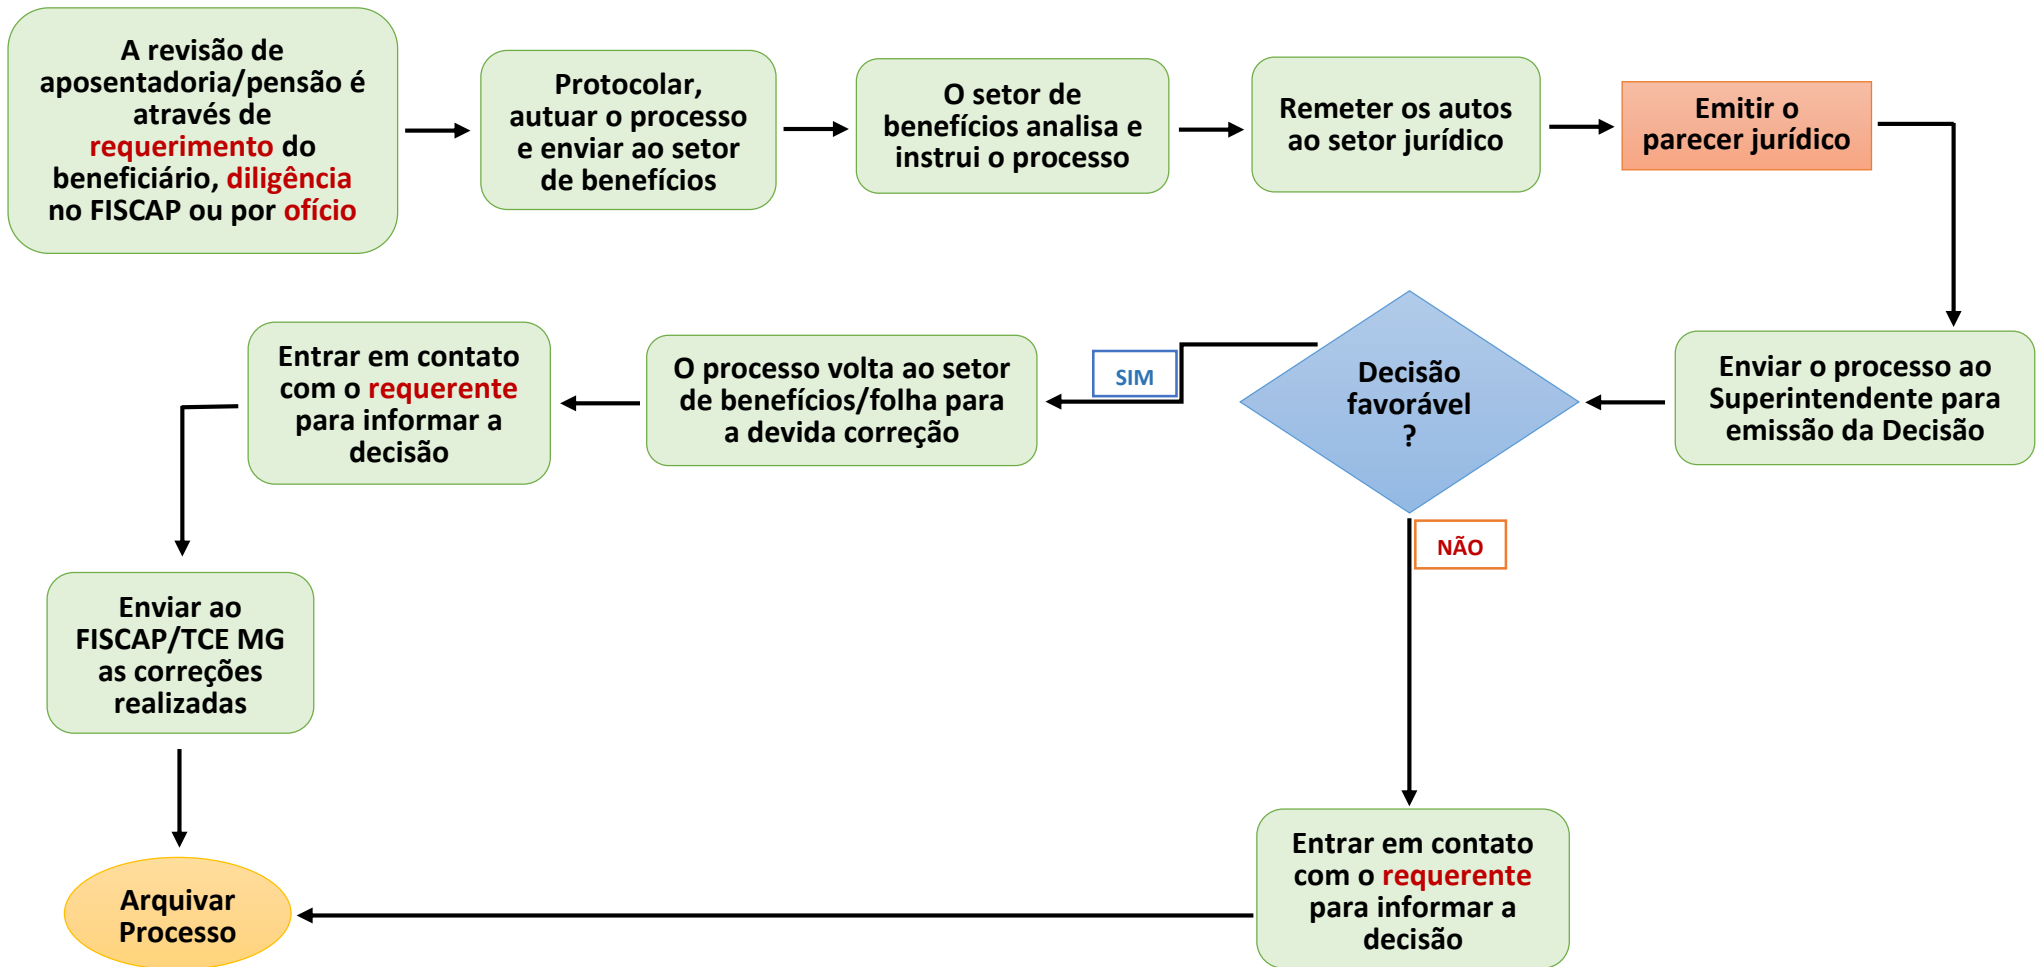 A revisão de
aposentadoria/pensão é
através de
requerimento do
beneficiário, diligência
no FISCAP ou por ofício
Protocolar,
autuar o processo
e enviar ao setor
de benefícios
O setor de
benefícios analisa e
instrui o processo
Remeter os autos
ao setor jurídico
Emitir o
parecer jurídico
Enviar o processo ao
Superintendente para
emissão da Decisão
Decisão
favorável
?
SIM
O processo volta ao setor
de benefícios/folha para
a devida correção
Entrar em contato
com o requerente
para informar a
decisão
Enviar ao
FISCAP/TCE MG
as correções
realizadas
NÃO
Entrar em contato
com o requerente
para informar a
decisão
Arquivar
Processo